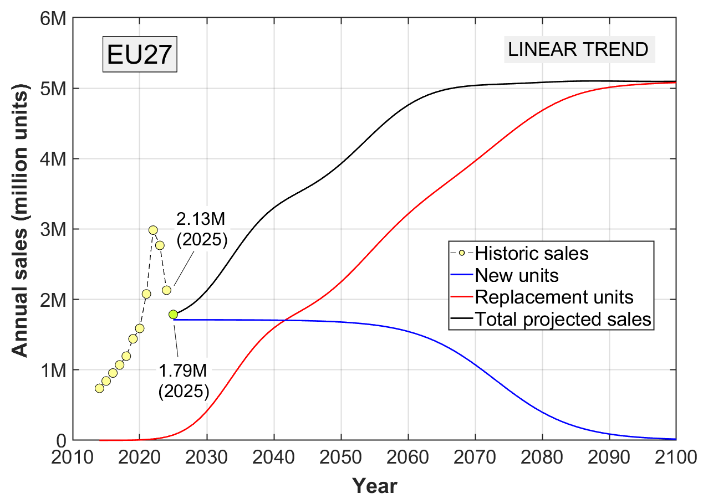 EU27
LINEAR TREND
Annual sales (million units)
6M
5M
4M
3M
2M
1M
0
2.13M
(2025)
1.79M
(2025)
Historic sales
New units
Replacement units
Total projected sales
2010 2020 2030 2040 2050 2060 2070 2080 2090 2100
Year